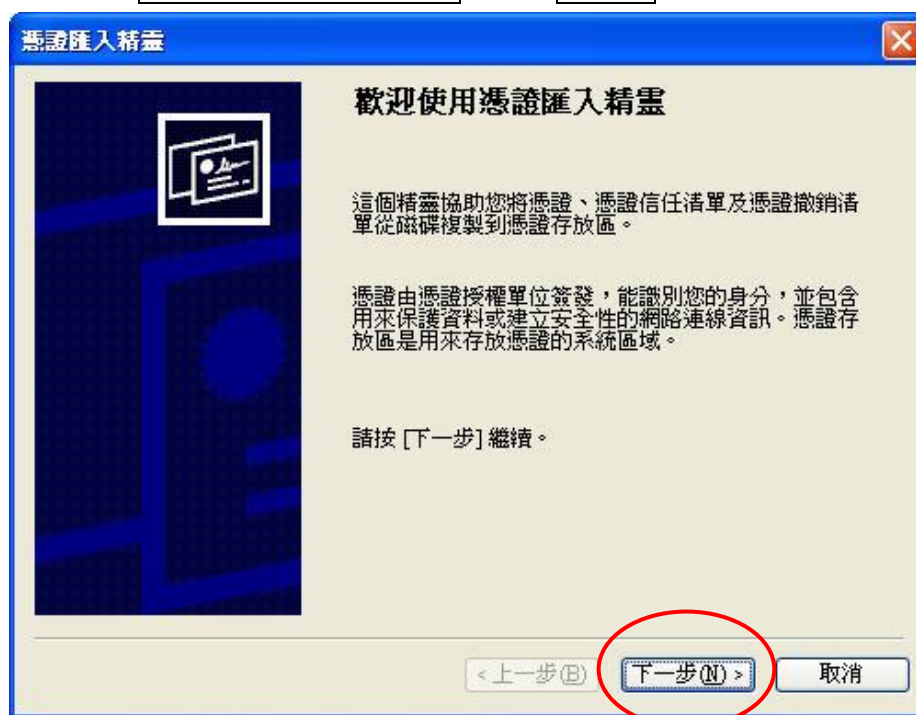 憑證匯入精靈
歡迎使用憑證匯入精靈
這個精靈協助您將憑證、憑證信任清單及憑證撤銷清
單從磁碟複製到憑證存放區。
憑證由憑證授權單位簽發，能識別您的身分，並包含
用來保護資料或建立安全性的網路連線資訊。憑證存
放區是用來存放憑證的系統區域。
請按 [下一步] 繼續。
< 上一步(B) 下一步(N) > 取消